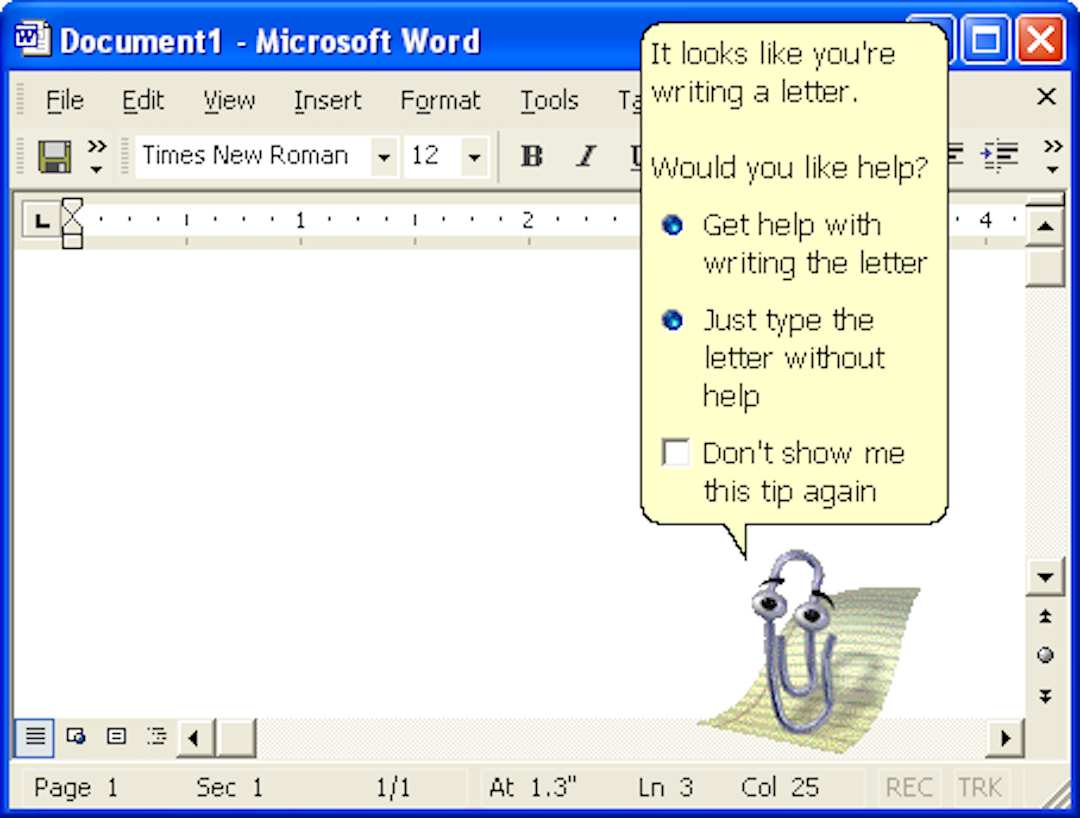 Document1 - Microsoft Word
File Edit View Insert Format Tools
Times New Roman 12 B I
L 1 2 4
It looks like you're
writing a letter.
Would you like help?
Get help with
writing the letter
Just type the
letter without
help
Don't show me
this tip again
Page 1 Sec 1 1/1 At 1.3" Ln 3 Col 25 REC TRK